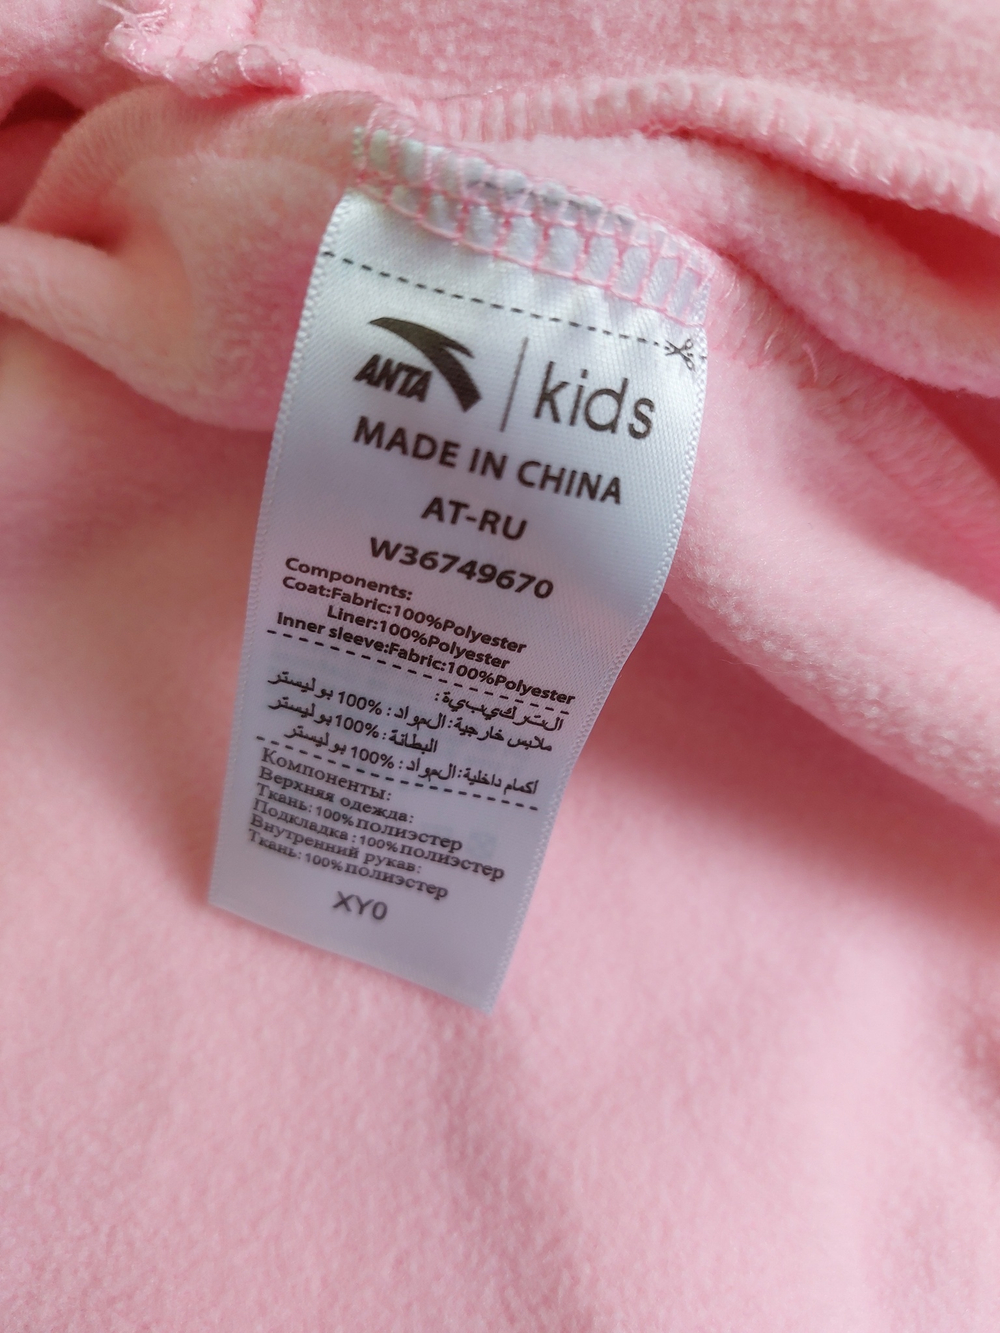 ANTA | kids
MADE IN CHINA
AT-RU
W36749670
Components:
Coat:Fabric:100%Polyester
Liner:100%Polyester
Inner sleeve:Fabric:100%Polyester
التركيبية:
ملابس خارجية: المواد: 100% بوليستر
البطانة: 100% بوليستر
أكمام داخلية: المواد: 100% بوليستر
Компоненты:
Верхняя одежда:
Ткань: 100% полиэстер
Подкладка : 100% полиэстер
Внутренний рукав:
Ткань: 100% полиэстер
XY0